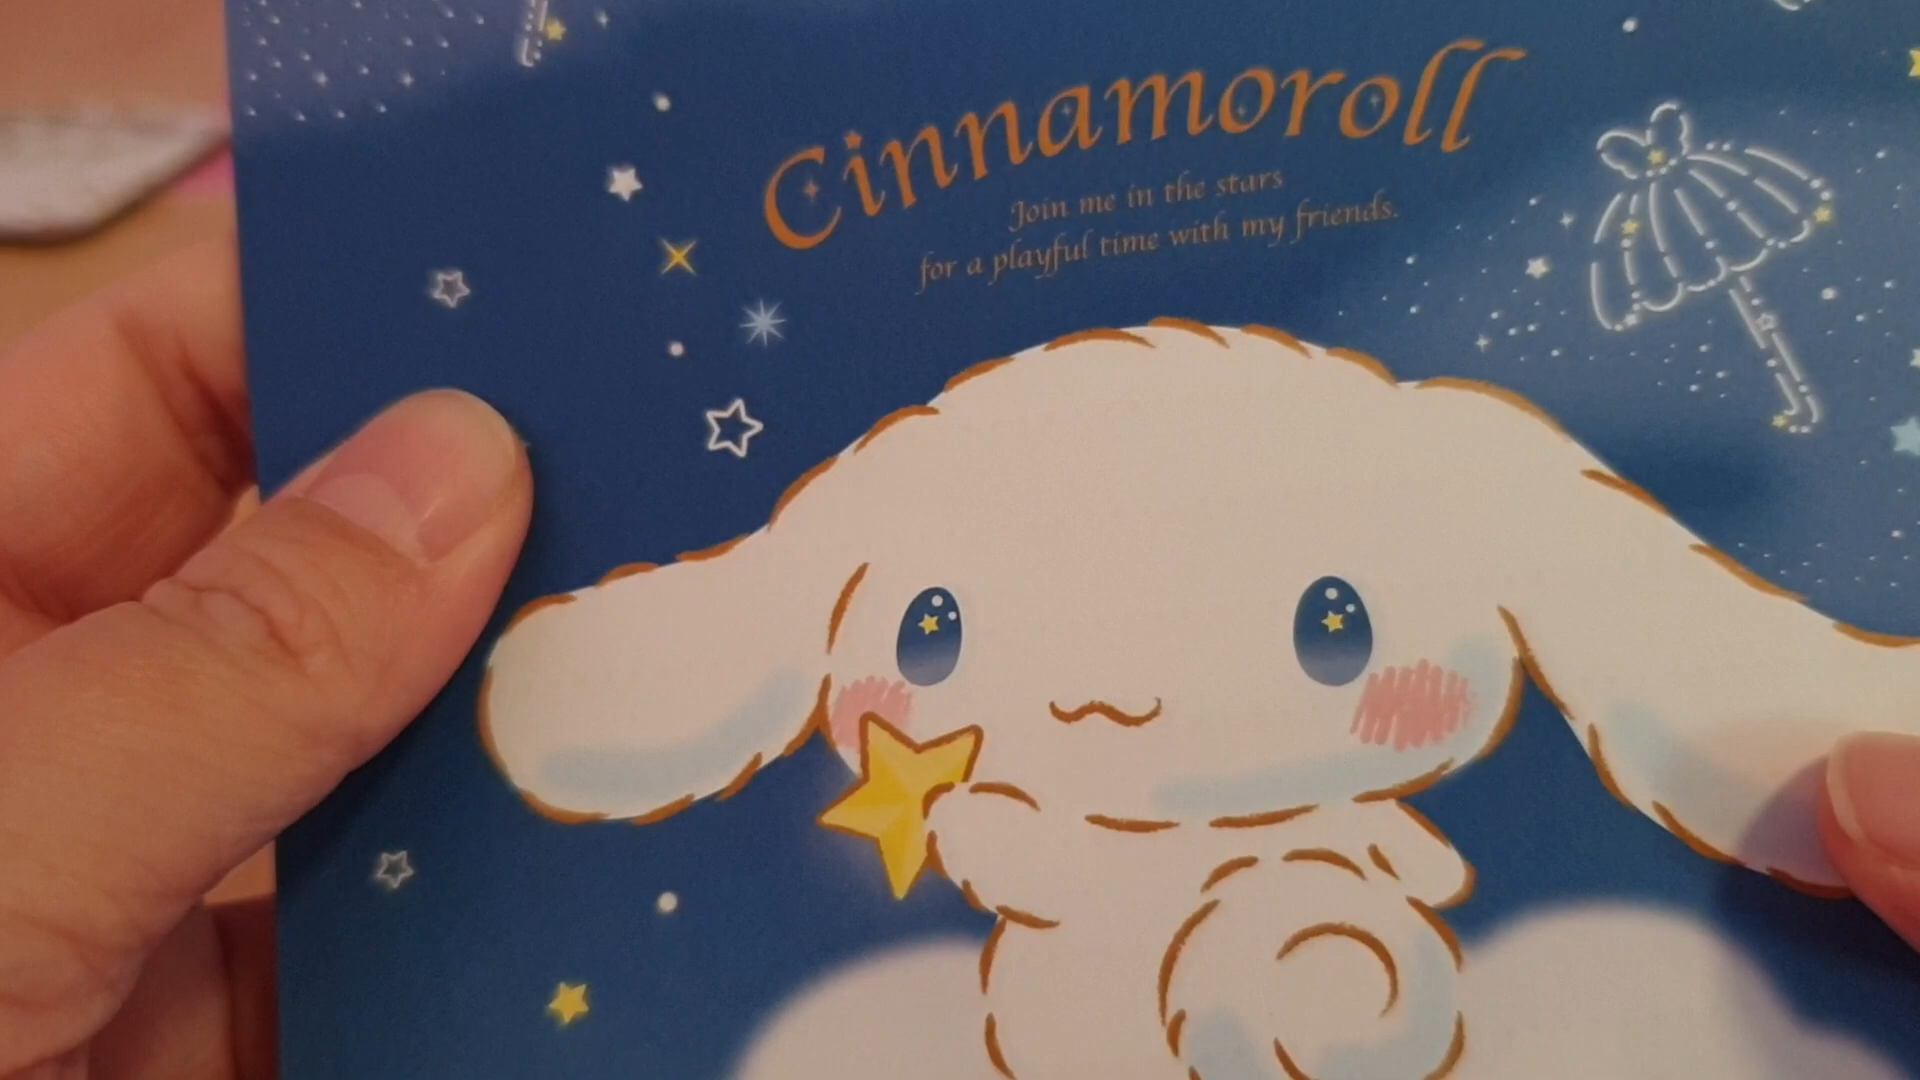 Cinnamoroll
Join me in the stars
for a playful time with my friends.